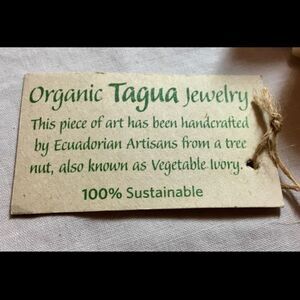 Organic Tagua Jewelry
This piece of art has been handcrafted
by Ecuadorian Artisans from a tree
nut, also known as Vegetable Ivory.
100% Sustainable